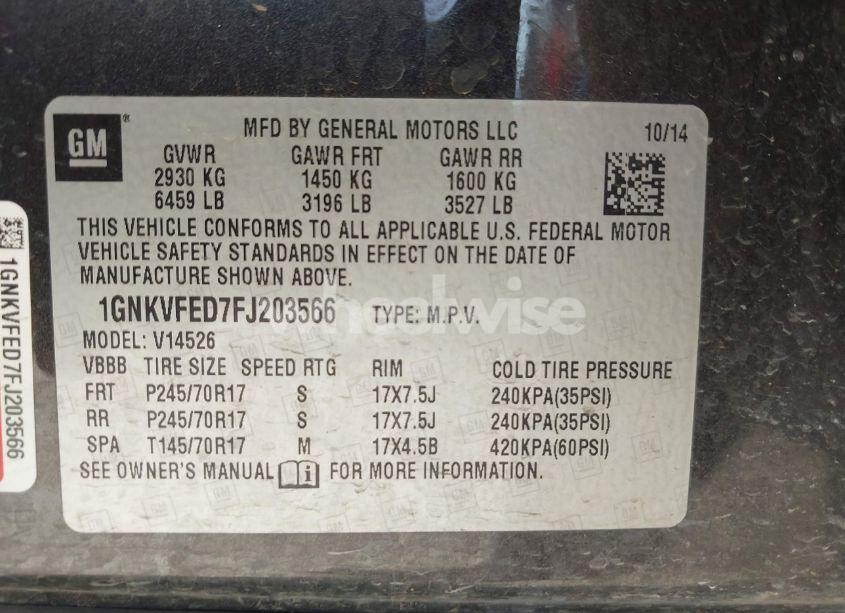 GM
MFD BY GENERAL MOTORS LLC 10/14
GVWR GAWR FRT GAWR RR
2930 KG 1450 KG 1600 KG
6459 LB 3196 LB 3527 LB
THIS VEHICLE CONFORMS TO ALL APPLICABLE U.S. FEDERAL MOTOR
VEHICLE SAFETY STANDARDS IN EFFECT ON THE DATE OF
MANUFACTURE SHOWN ABOVE.
1GNKVFED7FJ203566 TYPE: M.P.V.
MODEL: V14526
VBBB TIRE SIZE SPEED RTG RIM COLD TIRE PRESSURE
FRT P245/70R17 S 17X7.5J 240KPA(35PSI)
RR P245/70R17 S 17X7.5J 240KPA(35PSI)
SPA T145/70R17 M 17X4.5B 420KPA(60PSI)
SEE OWNER'S MANUAL i FOR MORE INFORMATION.
1GNKVFED7FJ203566
wheelwise